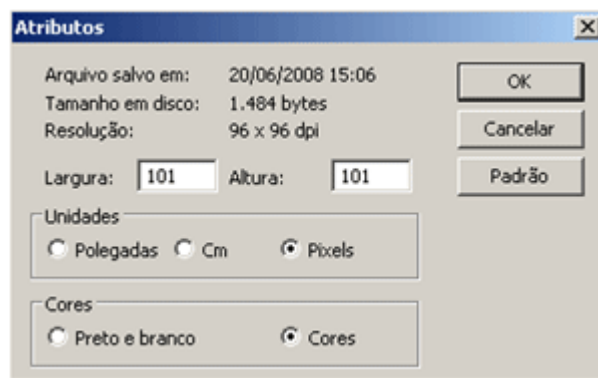 Atributos
Arquivo salvo em: 20/06/2008 15:06
OK
Tamanho em disco: 1.484 bytes
Resolução: 96 x 96 dpi
Cancelar
Largura: 101 Altura: 101
Padrão
Unidades
Polegadas Cm Pixels
Cores
Preto e branco Cores